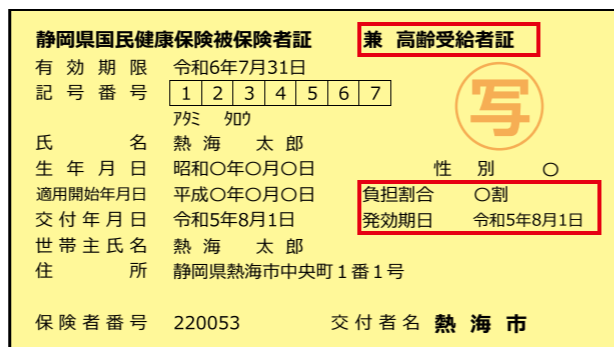 静岡県国民健康保険被保険者証 兼 高齢受給者証
有効期限 令和6年7月31日
記号番号 1 2 3 4 5 6 7
写
アタミ タロウ
氏名 熱海 太郎
生年月日 昭和〇年〇月〇日 性別 〇
適用開始年月日 平成〇年〇月〇日 負担割合 〇割
交付年月日 令和5年8月1日 発効期日 令和5年8月1日
世帯主氏名 熱海 太郎
住所 静岡県熱海市中央町1番1号
保険者番号 220053 交付者名 熱海市